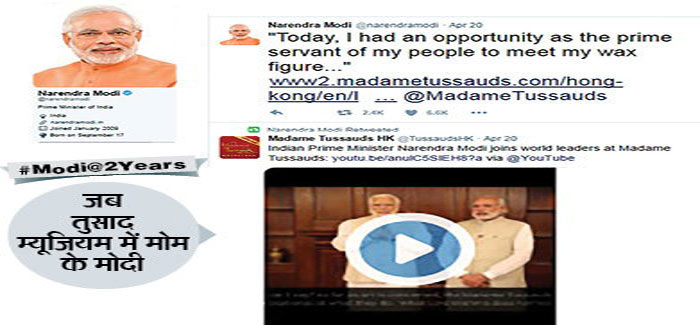 Narendra Modi
@narendramodi
Prime Minister of India
India
narendramodi.in
Joined January 2009
Born on September 17
#Modi@2Years
जब
तुसाद
म्यूजियम में मोम
के मोदी
Narendra Modi @narendramodi · Apr 20
"Today, I had an opportunity as the prime
servant of my people to meet my wax
figure..."
www2.madametussauds.com/hong-
kong/en/l ... @MadameTussauds
2.4K 6.6K
Narendra Modi Retweeted
Madame Tussauds HK @TussaudsHK · Apr 20
Indian Prime Minister Narendra Modi joins world leaders at Madame
Tussauds: youtu.be/anulC5SIEH8?a via @YouTube